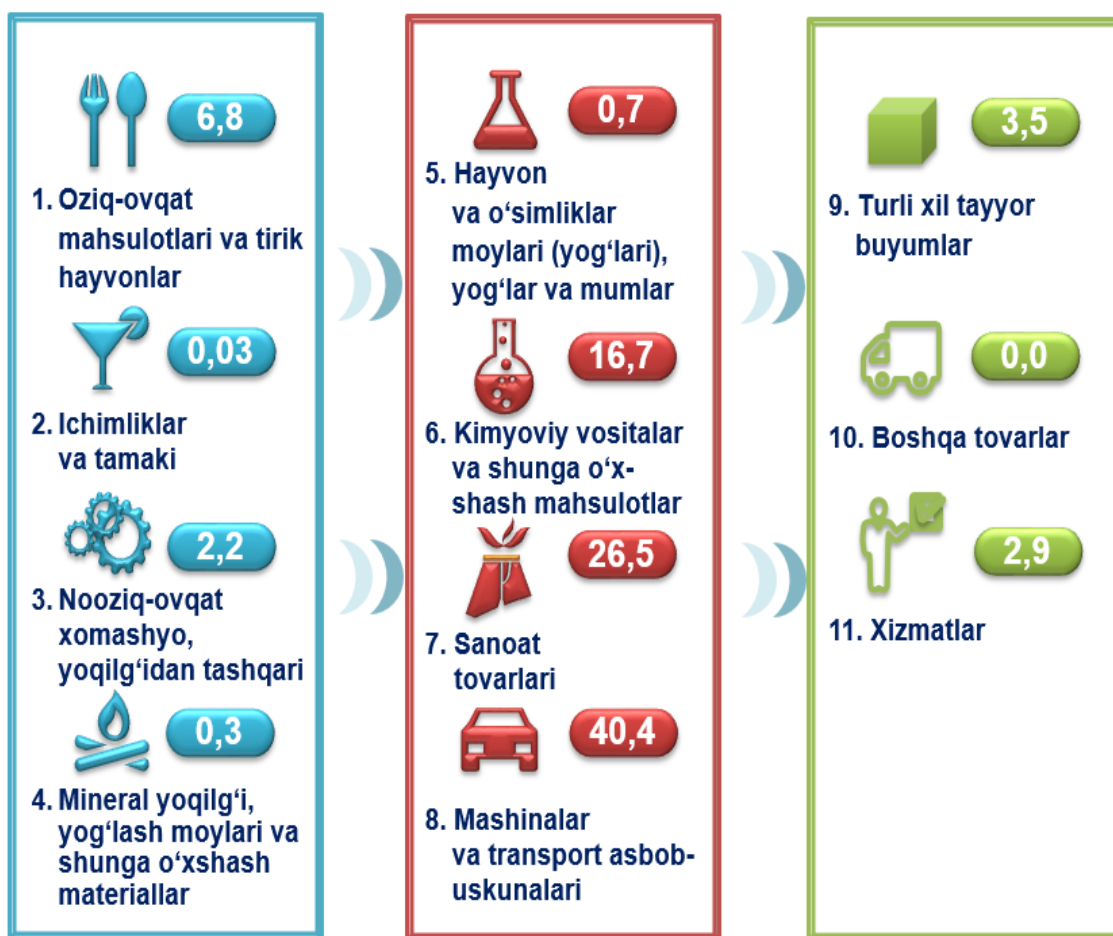 6,8
1. Oziq-ovqat
mahsulotlari va tirik
hayvonlar
0,03
2. Ichimliklar
va tamaki
2,2
3. Nooziq-ovqat
xomashyo,
yoqilg‘idan tashqari
0,3
4. Mineral yoqilg‘i,
yog‘lash moylari va
shunga o‘xshash
materiallar
0,7
5. Hayvon
va o‘simliklar
moylari (yog‘lari),
yog‘lar va mumlar
16,7
6. Kimyoviy vositalar
va shunga o‘x-
shash mahsulotlar
26,5
7. Sanoat
tovarlari
40,4
8. Mashinalar
va transport asbob-
uskunalari
3,5
9. Turli xil tayyor
buyumlar
0,0
10. Boshqa tovarlar
2,9
11. Xizmatlar